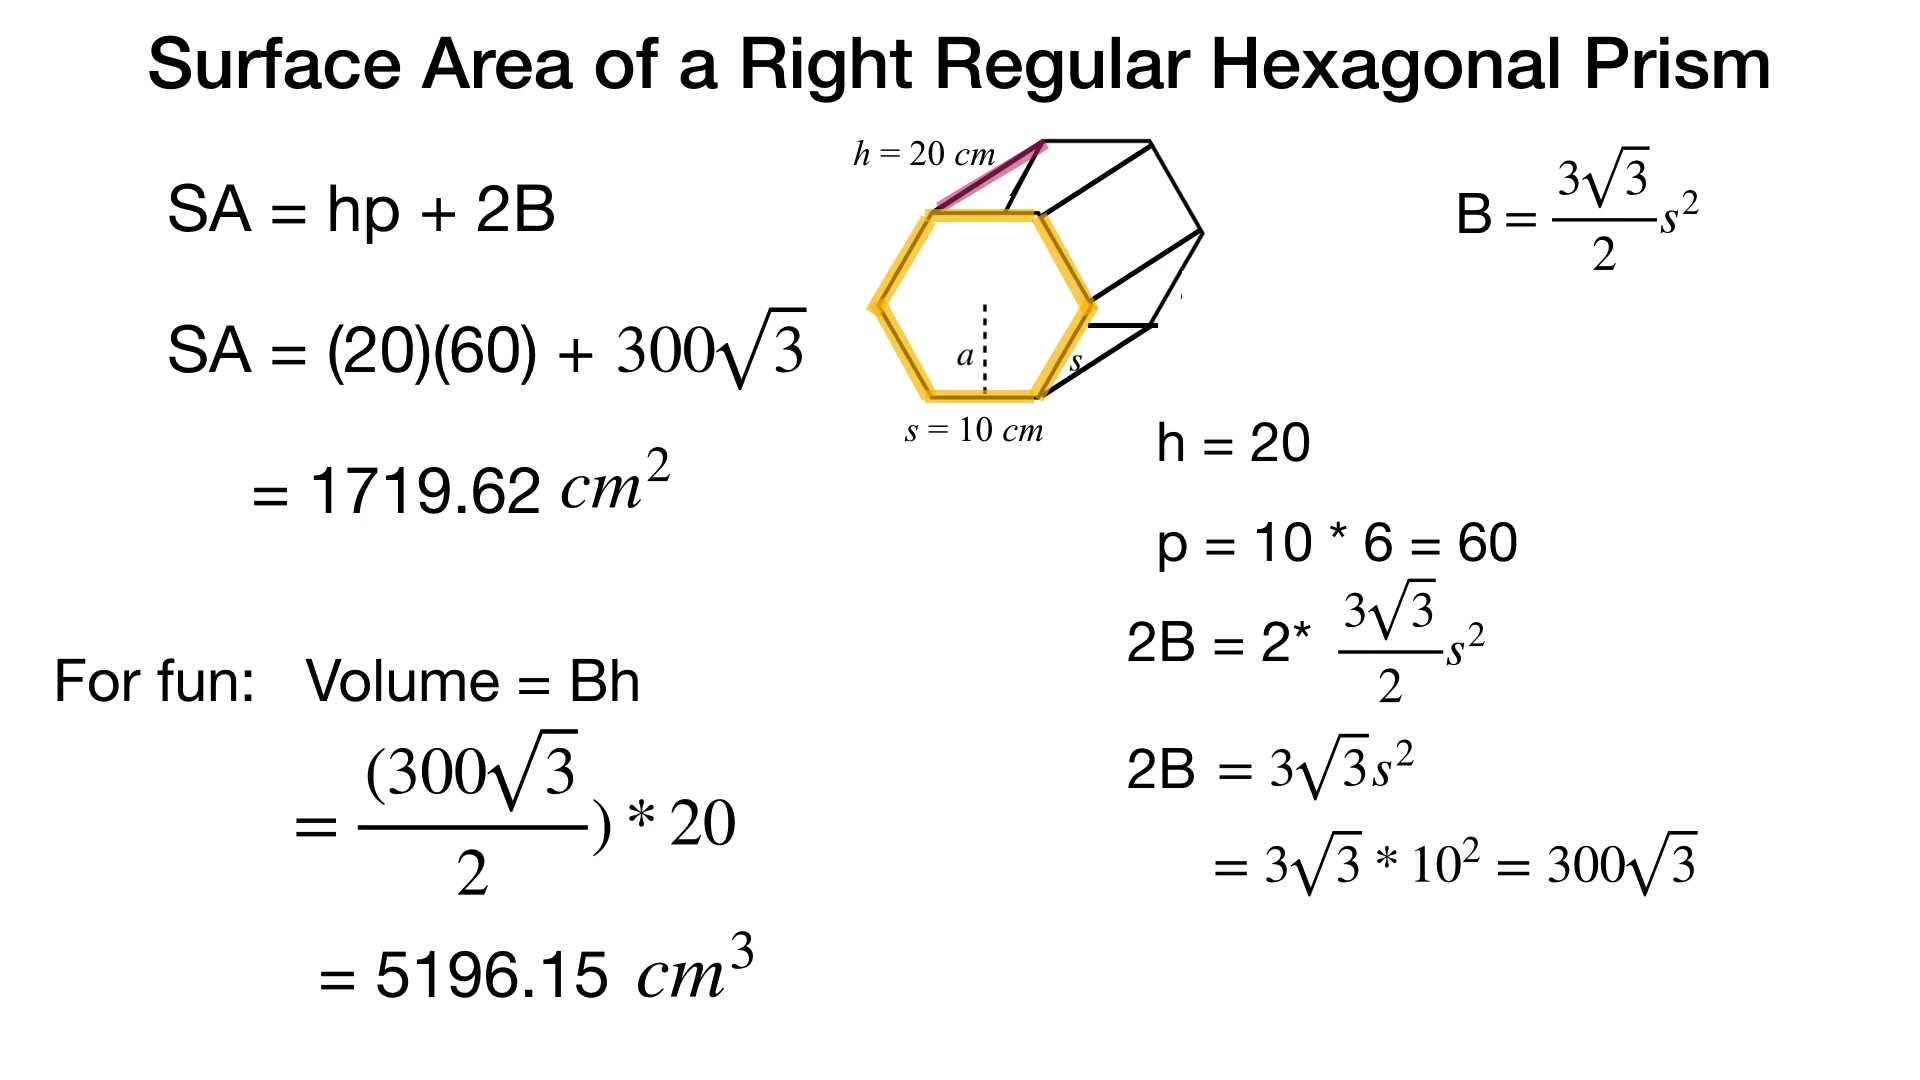 Surface Area of a Right Regular Hexagonal Prism
SA = hp + 2B
SA = (20)(60) + 300√3
= 1719.62 cm²
For fun: Volume = Bh
= (300√3/2) * 20
= 5196.15 cm³
h = 20 cm
a
s
s = 10 cm
B = 3√3/2 s²
h = 20
p = 10 * 6 = 60
2B = 2* 3√3/2 s²
2B = 3√3s²
= 3√3 * 10² = 300√3